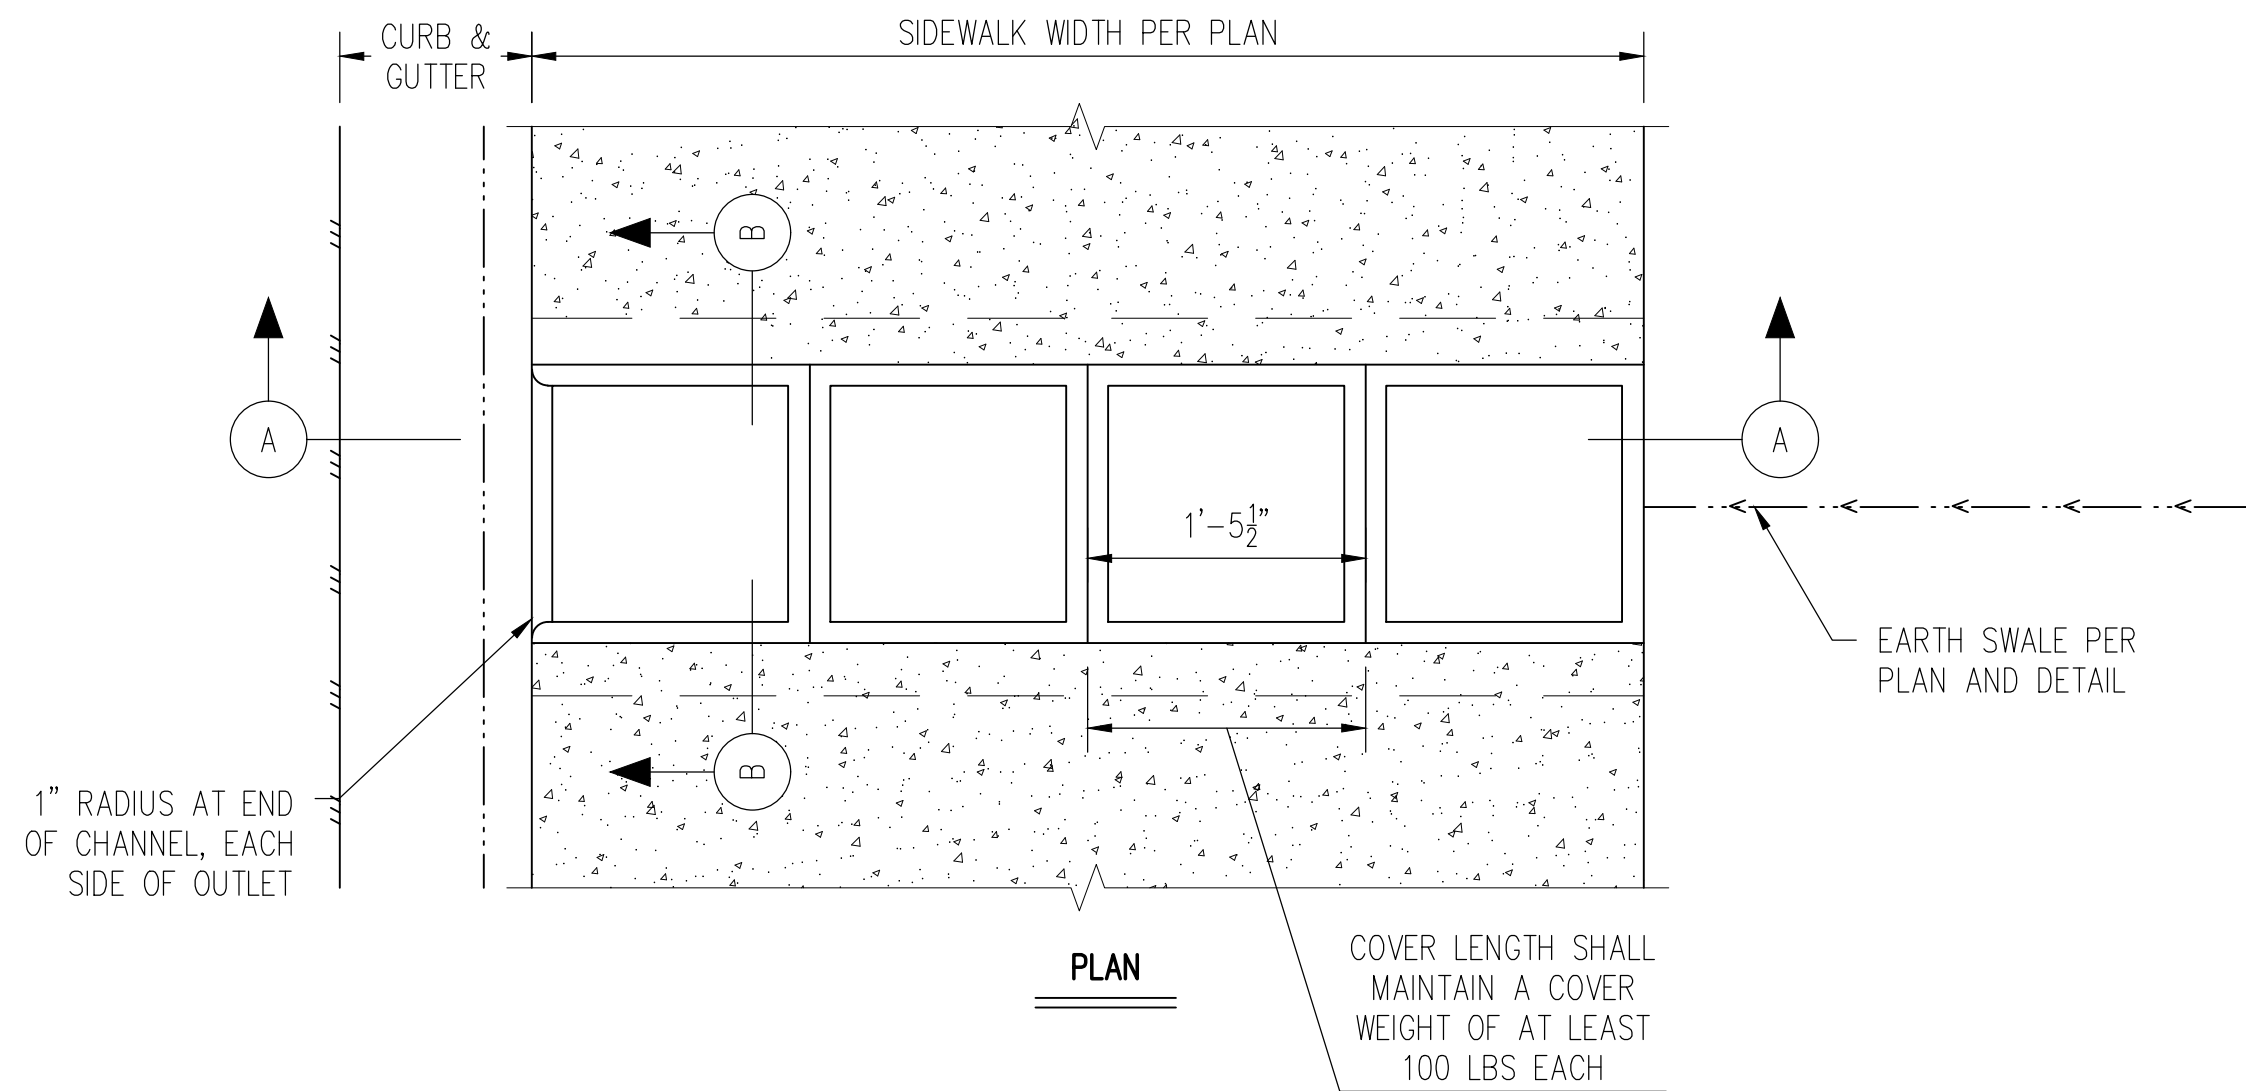 CURB &
GUTTER
SIDEWALK WIDTH PER PLAN
B
A
A
1'-5½"
EARTH SWALE PER
PLAN AND DETAIL
B
1" RADIUS AT END
OF CHANNEL, EACH
SIDE OF OUTLET
PLAN
COVER LENGTH SHALL
MAINTAIN A COVER
WEIGHT OF AT LEAST
100 LBS EACH